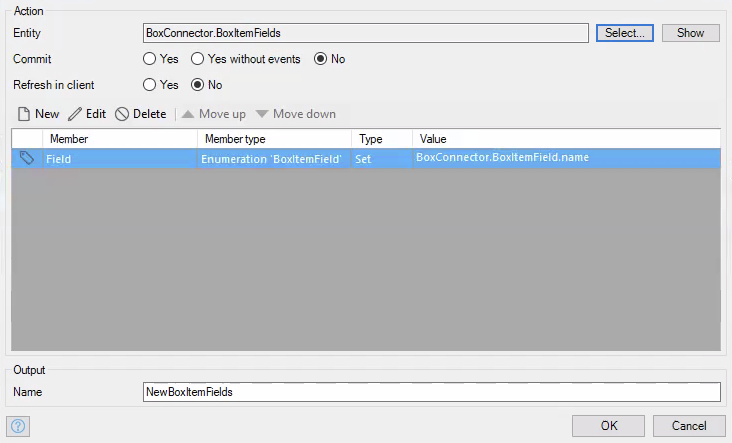 Action
Entity BoxConnector.BoxItemFields Select... Show
Commit Yes Yes without events No
Refresh in client Yes No
New Edit Delete Move up Move down
Member Member type Type Value
Field Enumeration 'BoxItemField' Set BoxConnector.BoxItemField.name
Output
Name NewBoxItemFields
? OK Cancel